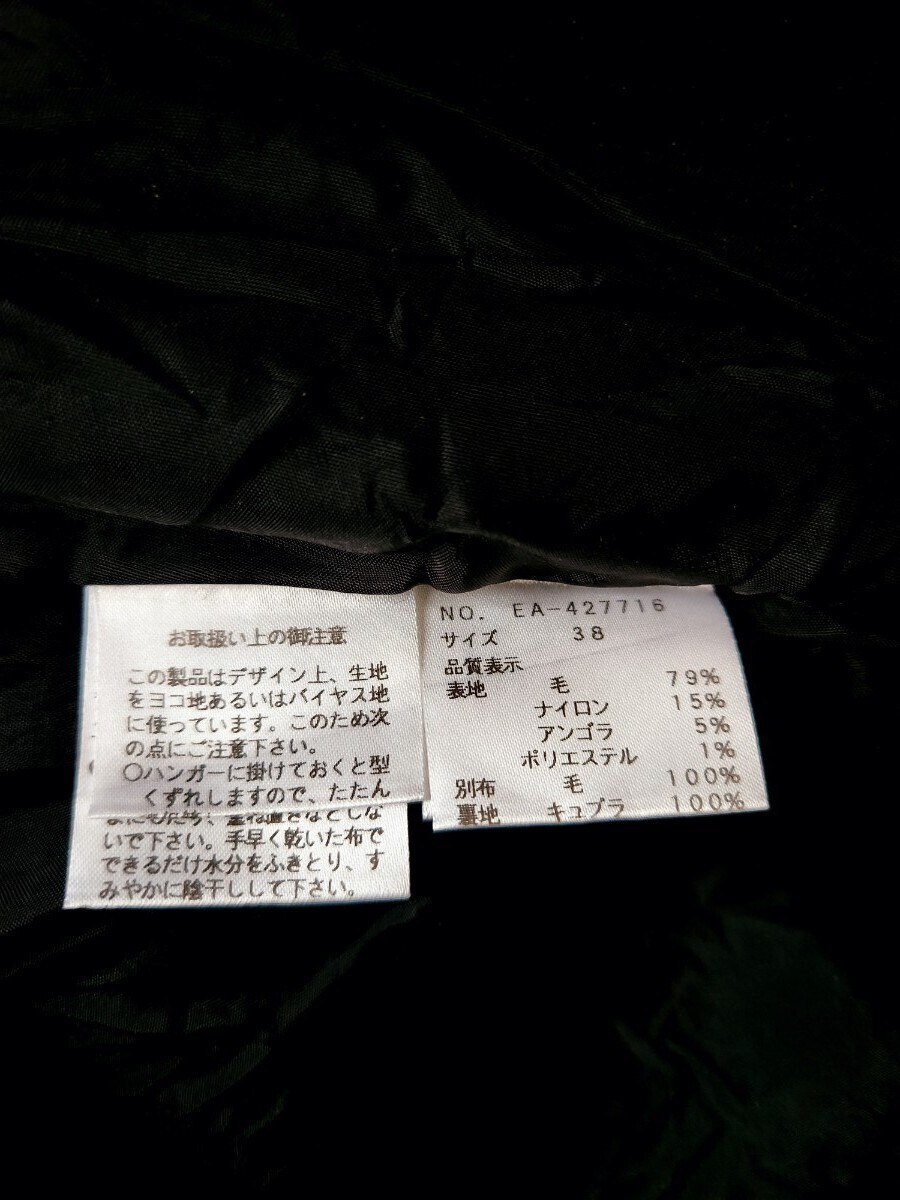 お取扱い上の御注意
この製品はデザイン上、生地
をヨコ地あるいはバイヤス地
に使っています。このため次
の点にご注意下さい。
○ハンガーに掛けておくと型
くずれしますので、たたん
いで下さい。手早く乾いた布で
できるだけ水分をふきとり、す
みやかに陰干しして下さい。
NO. EA-427716
サイズ 38
品質表示
表地 毛 79%
ナイロン 15%
アンゴラ 5%
ポリエステル 1%
別布 毛 100%
裏地 キュプラ 100%